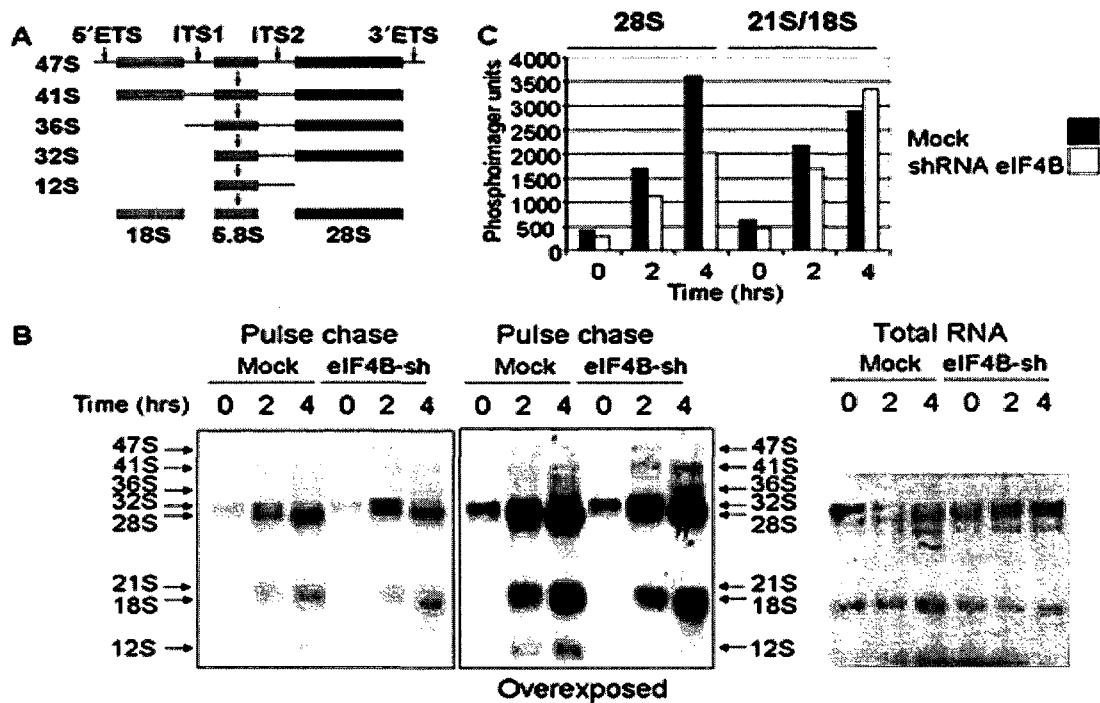 A
5'ETS ITS1 ITS2 3'ETS
47S
41S
36S
32S
12S
18S 5.8S 28S
C
28S 21S/18S
Phosphoimager units
4000
3500
3000
2500
2000
1500
1000
500
0
0 2 4 0 2 4
Time (hrs)
Mock
shRNA eIF4B
B
Pulse chase Pulse chase Total RNA
Mock eIF4B-sh Mock eIF4B-sh Mock eIF4B-sh
Time (hrs) 0 2 4 0 2 4 0 2 4 0 2 4 0 2 4 0 2 4
47S 47S
41S 41S
36S 36S
32S 32S
28S 28S
21S 21S
18S 18S
12S 12S
Overexposed